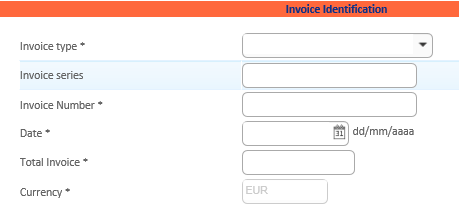 Invoice Identification
Invoice type *
Invoice series
Invoice Number *
Date * 31 dd/mm/aaaa
Total Invoice *
Currency * EUR